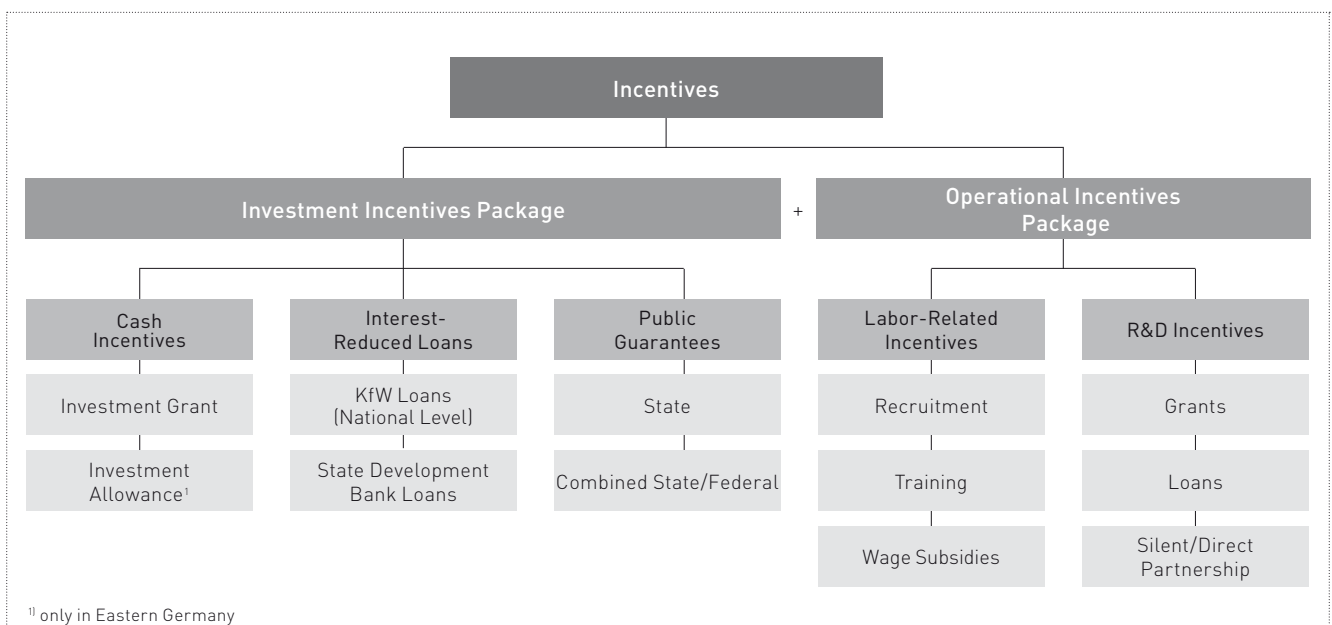 Incentives
Investment Incentives Package
+
Operational Incentives
Package
Cash
Incentives
Interest-
Reduced Loans
Public
Guarantees
Labor-Related
Incentives
R&D Incentives
Investment Grant
KfW Loans
(National Level)
State
Recruitment
Grants
Investment
Allowance¹
State Development
Bank Loans
Combined State/Federal
Training
Loans
Wage Subsidies
Silent/Direct
Partnership
¹⁾ only in Eastern Germany